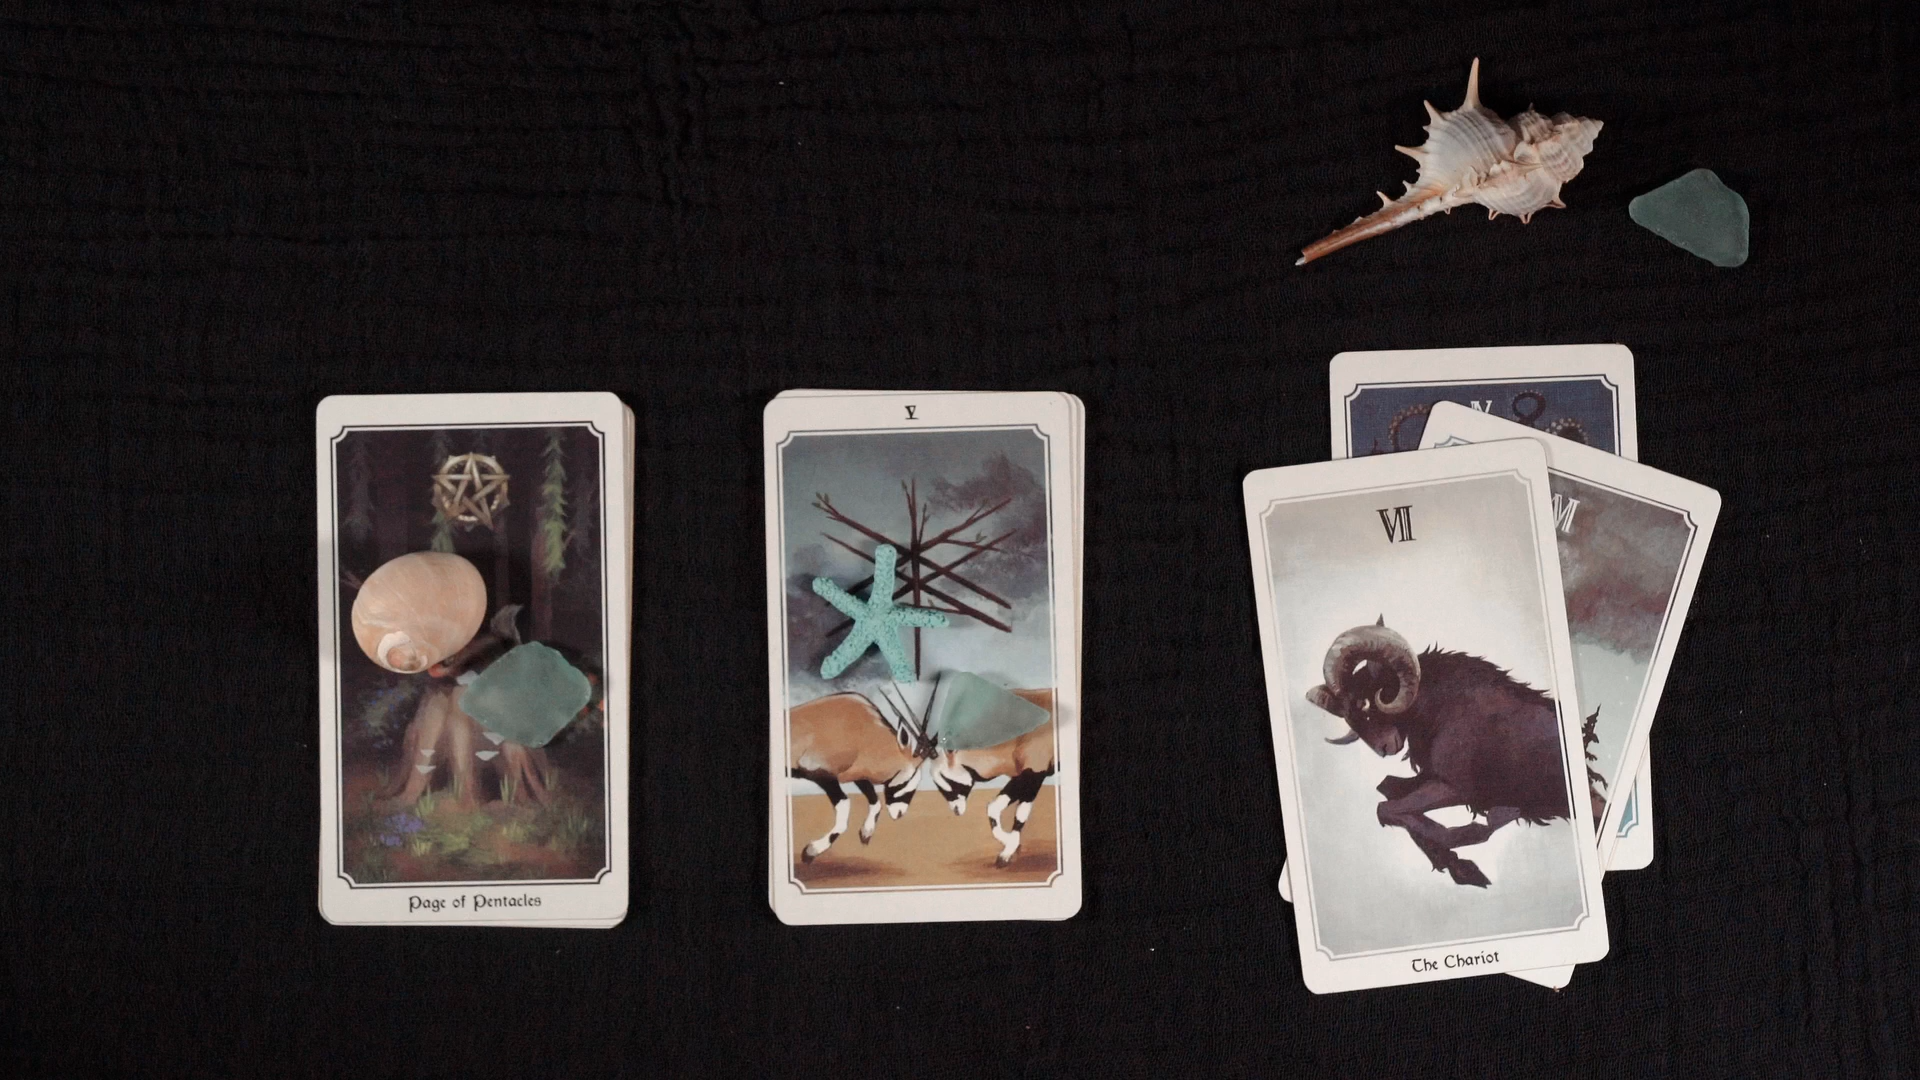 Page of Pentacles
V
VII
The Chariot